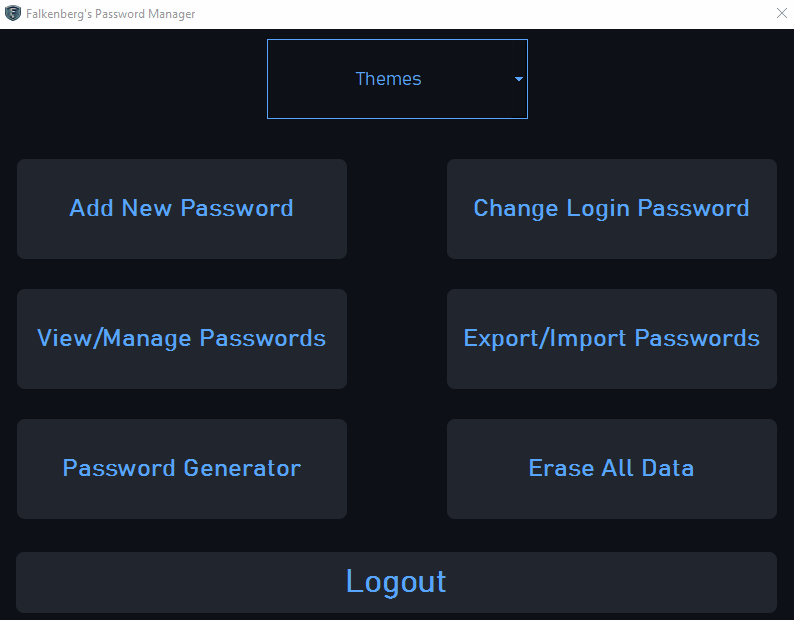 Falkenberg's Password Manager
Themes
Add New Password
Change Login Password
View/Manage Passwords
Export/Import Passwords
Password Generator
Erase All Data
Logout